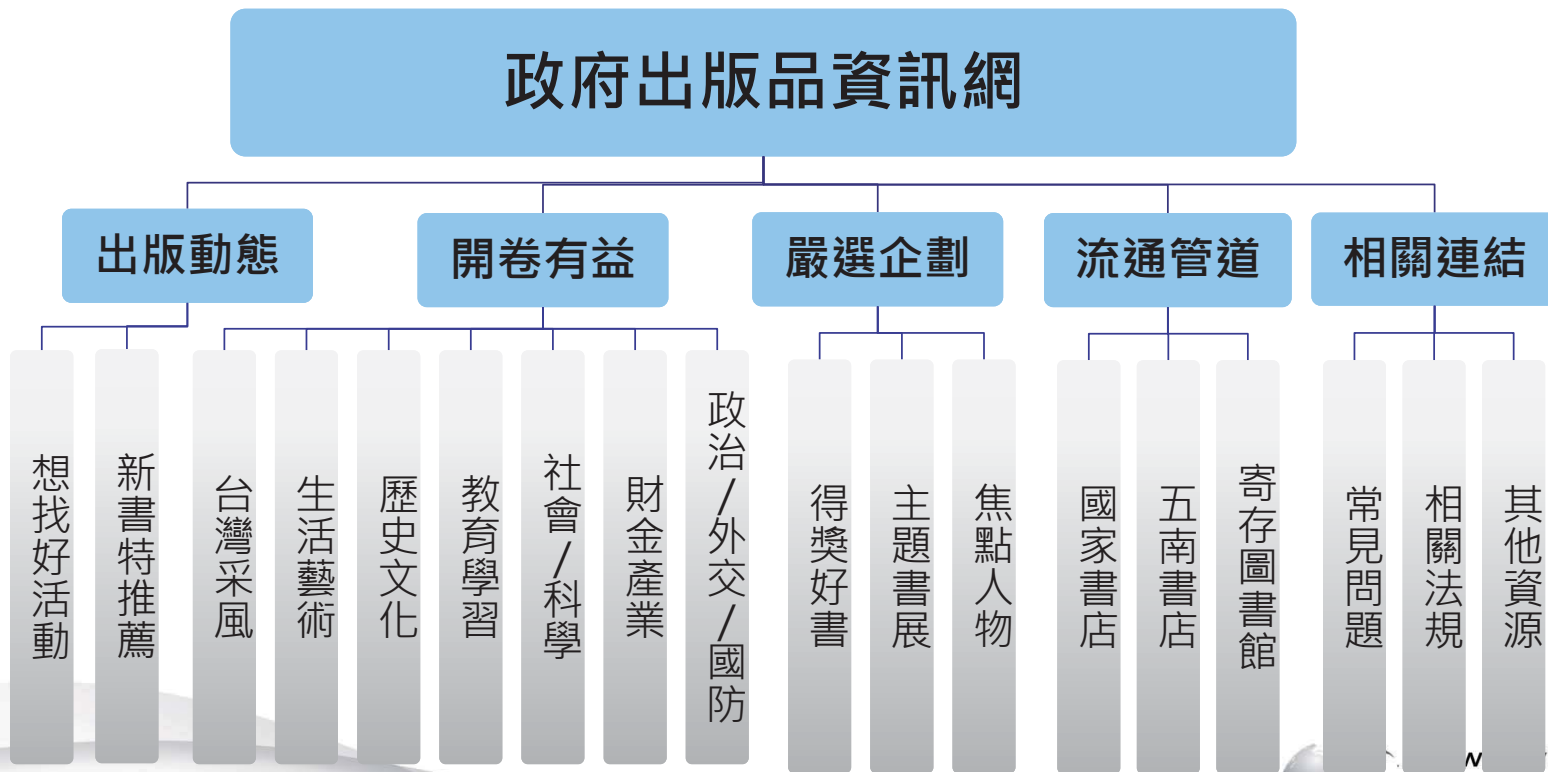 政府出版品資訊網
出版動態
開卷有益
嚴選企劃
流通管道
相關連結
想找好活動
新書特推薦
台灣采風
生活藝術
歷史文化
教育學習
社會/科學
財金產業
政治/外交/國防
得獎好書
主題書展
焦點人物
國家書店
五南書店
寄存圖書館
常見問題
相關法規
其他資源